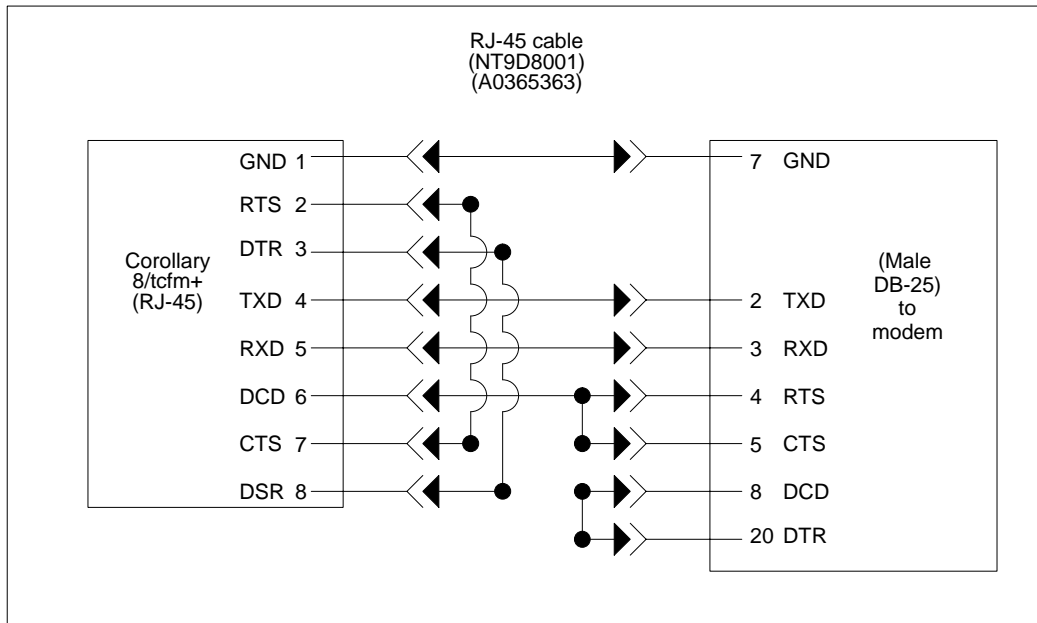 RJ-45 cable
(NT9D8001)
(A0365363)
Corollary
8/tcfm+
(RJ-45)
GND 1
RTS 2
DTR 3
TXD 4
RXD 5
DCD 6
CTS 7
DSR 8
7 GND
2 TXD
3 RXD
4 RTS
5 CTS
8 DCD
20 DTR
(Male
DB-25)
to
modem